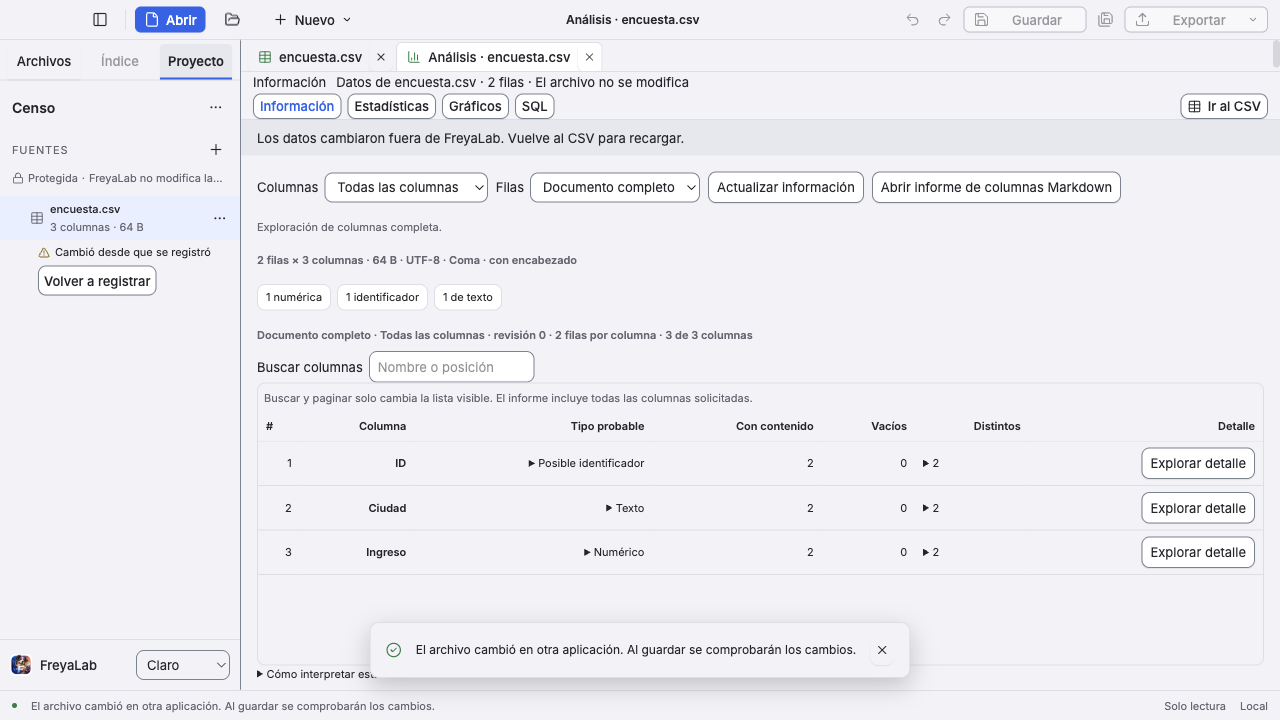 Abrir
Nuevo
Análisis · encuesta.csv
Guardar
Exportar
Archivos
Índice
Proyecto
encuesta.csv
Análisis · encuesta.csv
Información Datos de encuesta.csv · 2 filas · El archivo no se modifica
Información
Estadísticas
Gráficos
SQL
Ir al CSV
Los datos cambiaron fuera de FreyaLab. Vuelve al CSV para recargar.
Censo
FUENTES
Protegida · FreyaLab no modifica la...
encuesta.csv
3 columnas · 64 B
Cambió desde que se registró
Volver a registrar
Columnas Todas las columnas Filas Documento completo Actualizar información Abrir informe de columnas Markdown
Exploración de columnas completa.
2 filas × 3 columnas · 64 B · UTF-8 · Coma · con encabezado
1 numérica
1 identificador
1 de texto
Documento completo · Todas las columnas · revisión 0 · 2 filas por columna · 3 de 3 columnas
Buscar columnas Nombre o posición
Buscar y paginar solo cambia la lista visible. El informe incluye todas las columnas solicitadas.
# Columna Tipo probable Con contenido Vacíos Distintos Detalle
1 ID Posible identificador 2 0 2 Explorar detalle
2 Ciudad Texto 2 0 2 Explorar detalle
3 Ingreso Numérico 2 0 2 Explorar detalle
El archivo cambió en otra aplicación. Al guardar se comprobarán los cambios.
Cómo interpretar
FreyaLab
Claro
El archivo cambió en otra aplicación. Al guardar se comprobarán los cambios.
Solo lectura
Local